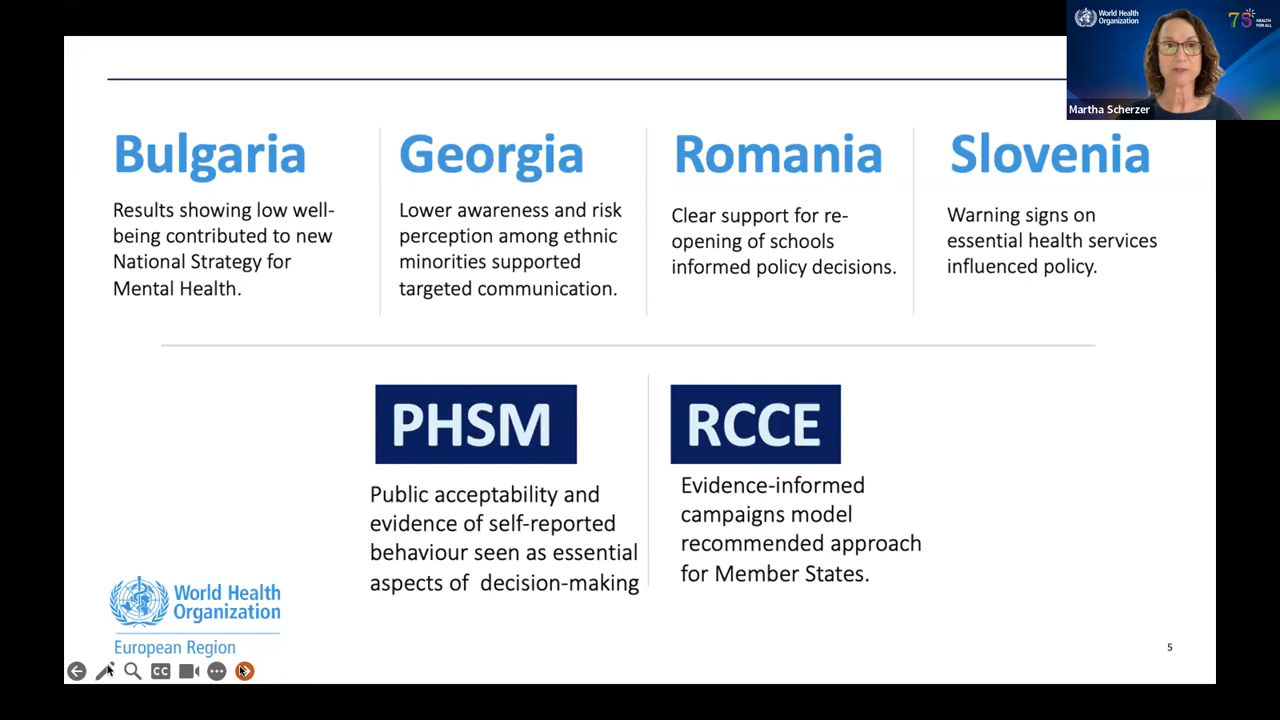 World Health
Organization
75
HEALTH
FOR ALL
Martha Scherzer
Bulgaria
Results showing low well-
being contributed to new
National Strategy for
Mental Health.
Georgia
Lower awareness and risk
perception among ethnic
minorities supported
targeted communication.
Romania
Clear support for re-
opening of schools
informed policy decisions.
Slovenia
Warning signs on
essential health services
influenced policy.
PHSM
Public acceptability and
evidence of self-reported
behaviour seen as essential
aspects of  decision-making
RCCE
Evidence-informed
campaigns model
recommended approach
for Member States.
World Health
Organization
European Region
CC
5